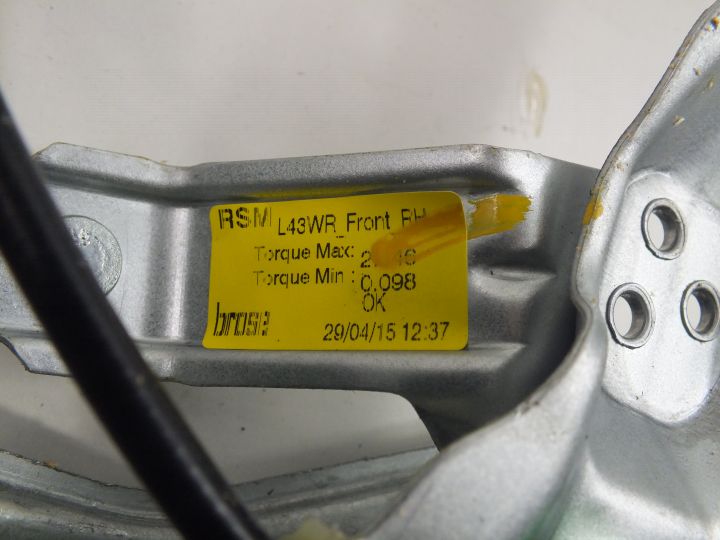 RSM L43WR_Front_RH
Torque Max:
Torque Min : 0.098
OK
brose 29/04/15 12:37